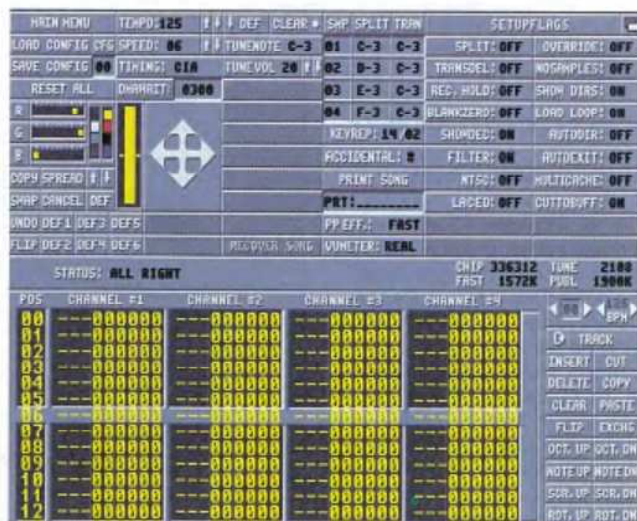 MAIN MENU TEMPO:125 DEF CLEAR SMP SPLIT TRAN SETUPFLAGS
LOAD CONFIG CFG SPEED: 06 TUNENOTE C-3 01 C-3 C-3 SPLIT: OFF OVERRIDE: OFF
SAVE CONFIG 00 TIMING: CIA TUNEVOL 20 02 D-3 C-3 TRANSDEL: OFF NOSAMPLES: OFF
RESET ALL DMAWAIT: 0300 03 E-3 C-3 REC. HOLD: OFF SHOW DIRS: ON
R 04 F-3 C-3 BLANKZERO: OFF LOAD LOOP: ON
G KEYREP: 14/02 SHOWDEC: ON AUTODIR: OFF
B ACCIDENTAL: # FILTER: ON AUTOEXIT: OFF
COPY SPREAD PRINT SONG NTSC: OFF MULTICACHE: OFF
SWAP CANCEL DEF PRT:_________ LACED: OFF CUTTOBUFF: ON
UNDO DEF1 DEF3 DEF5 PP EFF.: FAST
FLIP DEF2 DEF4 DEF6 RECOVER SONG VUMETER: REAL
STATUS: ALL RIGHT CHIP 336312 TUNE 2108
FAST 1572K PUBL 1908K
POS CHANNEL #1 CHANNEL #2 CHANNEL #3 CHANNEL #4 00 125
BPM
00 ---000000 ---000000 ---000000 ---000000
01 ---000000 ---000000 ---000000 ---000000 TRACK
02 ---000000 ---000000 ---000000 ---000000 INSERT CUT
03 ---000000 ---000000 ---000000 ---000000
04 ---000000 ---000000 ---000000 ---000000 DELETE COPY
05 ---000000 ---000000 ---000000 ---000000 CLEAR PASTE
06 ---000000 ---000000 ---000000 ---000000 FLIP EXCHG
07 ---000000 ---000000 ---000000 ---000000
08 ---000000 ---000000 ---000000 ---000000 OCT. UP OCT. DN
09 ---000000 ---000000 ---000000 ---000000 NOTE UP NOTE DN
10 ---000000 ---000000 ---000000 ---000000
11 ---000000 ---000000 ---000000 ---000000 SCR. UP SCR. DN
12 ---000000 ---000000 ---000000 ---000000 ROT. UP ROT. DN